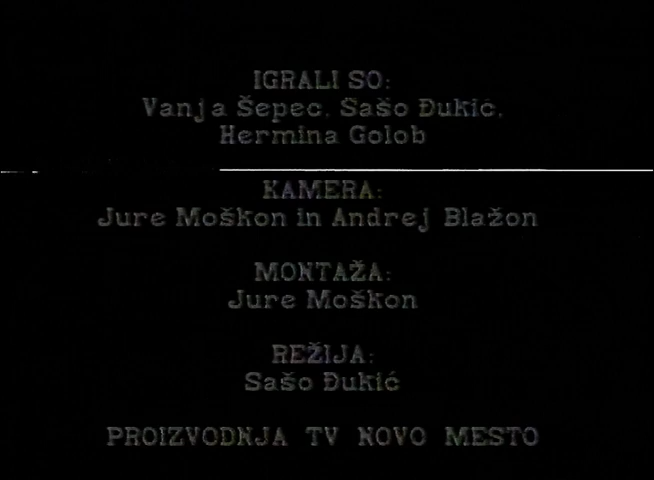 IGRALI SO:
Vanja Šepec, Sašo Đukić,
Hermina Golob
KAMERA:
Jure Moškon in Andrej Blažon
MONTAŽA:
Jure Moškon
REŽIJA:
Sašo Đukić
PROIZVODNJA TV NOVO MESTO